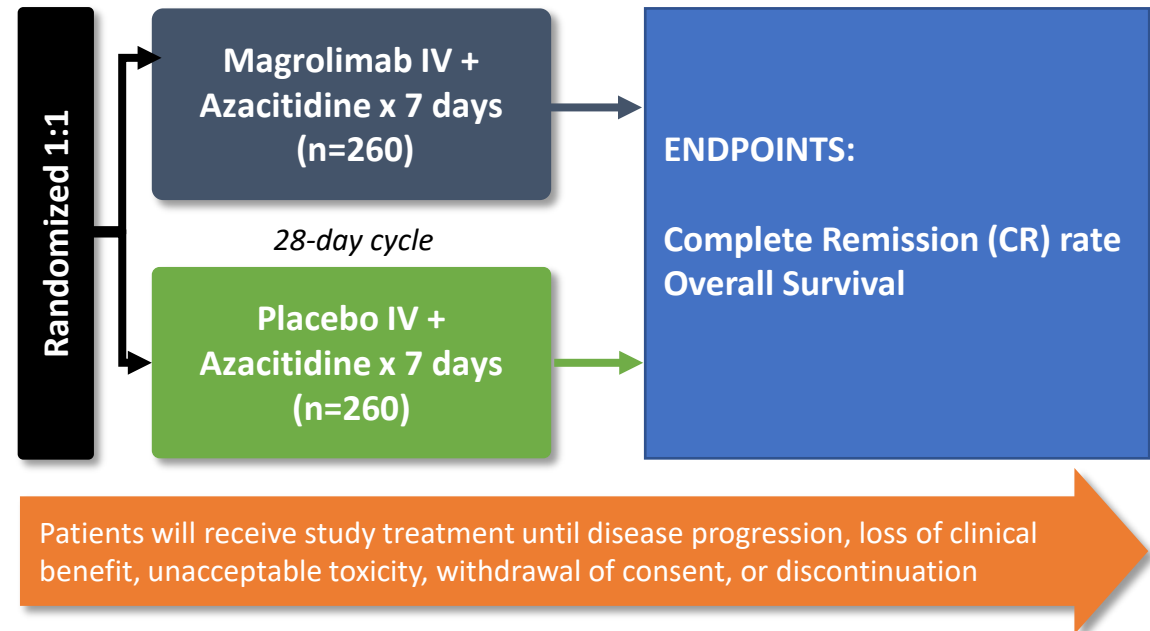 Randomized 1:1
Magrolimab IV +
Azacitidine x 7 days
(n=260)
28-day cycle
Placebo IV +
Azacitidine x 7 days
(n=260)
ENDPOINTS:
Complete Remission (CR) rate
Overall Survival
Patients will receive study treatment until disease progression, loss of clinical
benefit, unacceptable toxicity, withdrawal of consent, or discontinuation